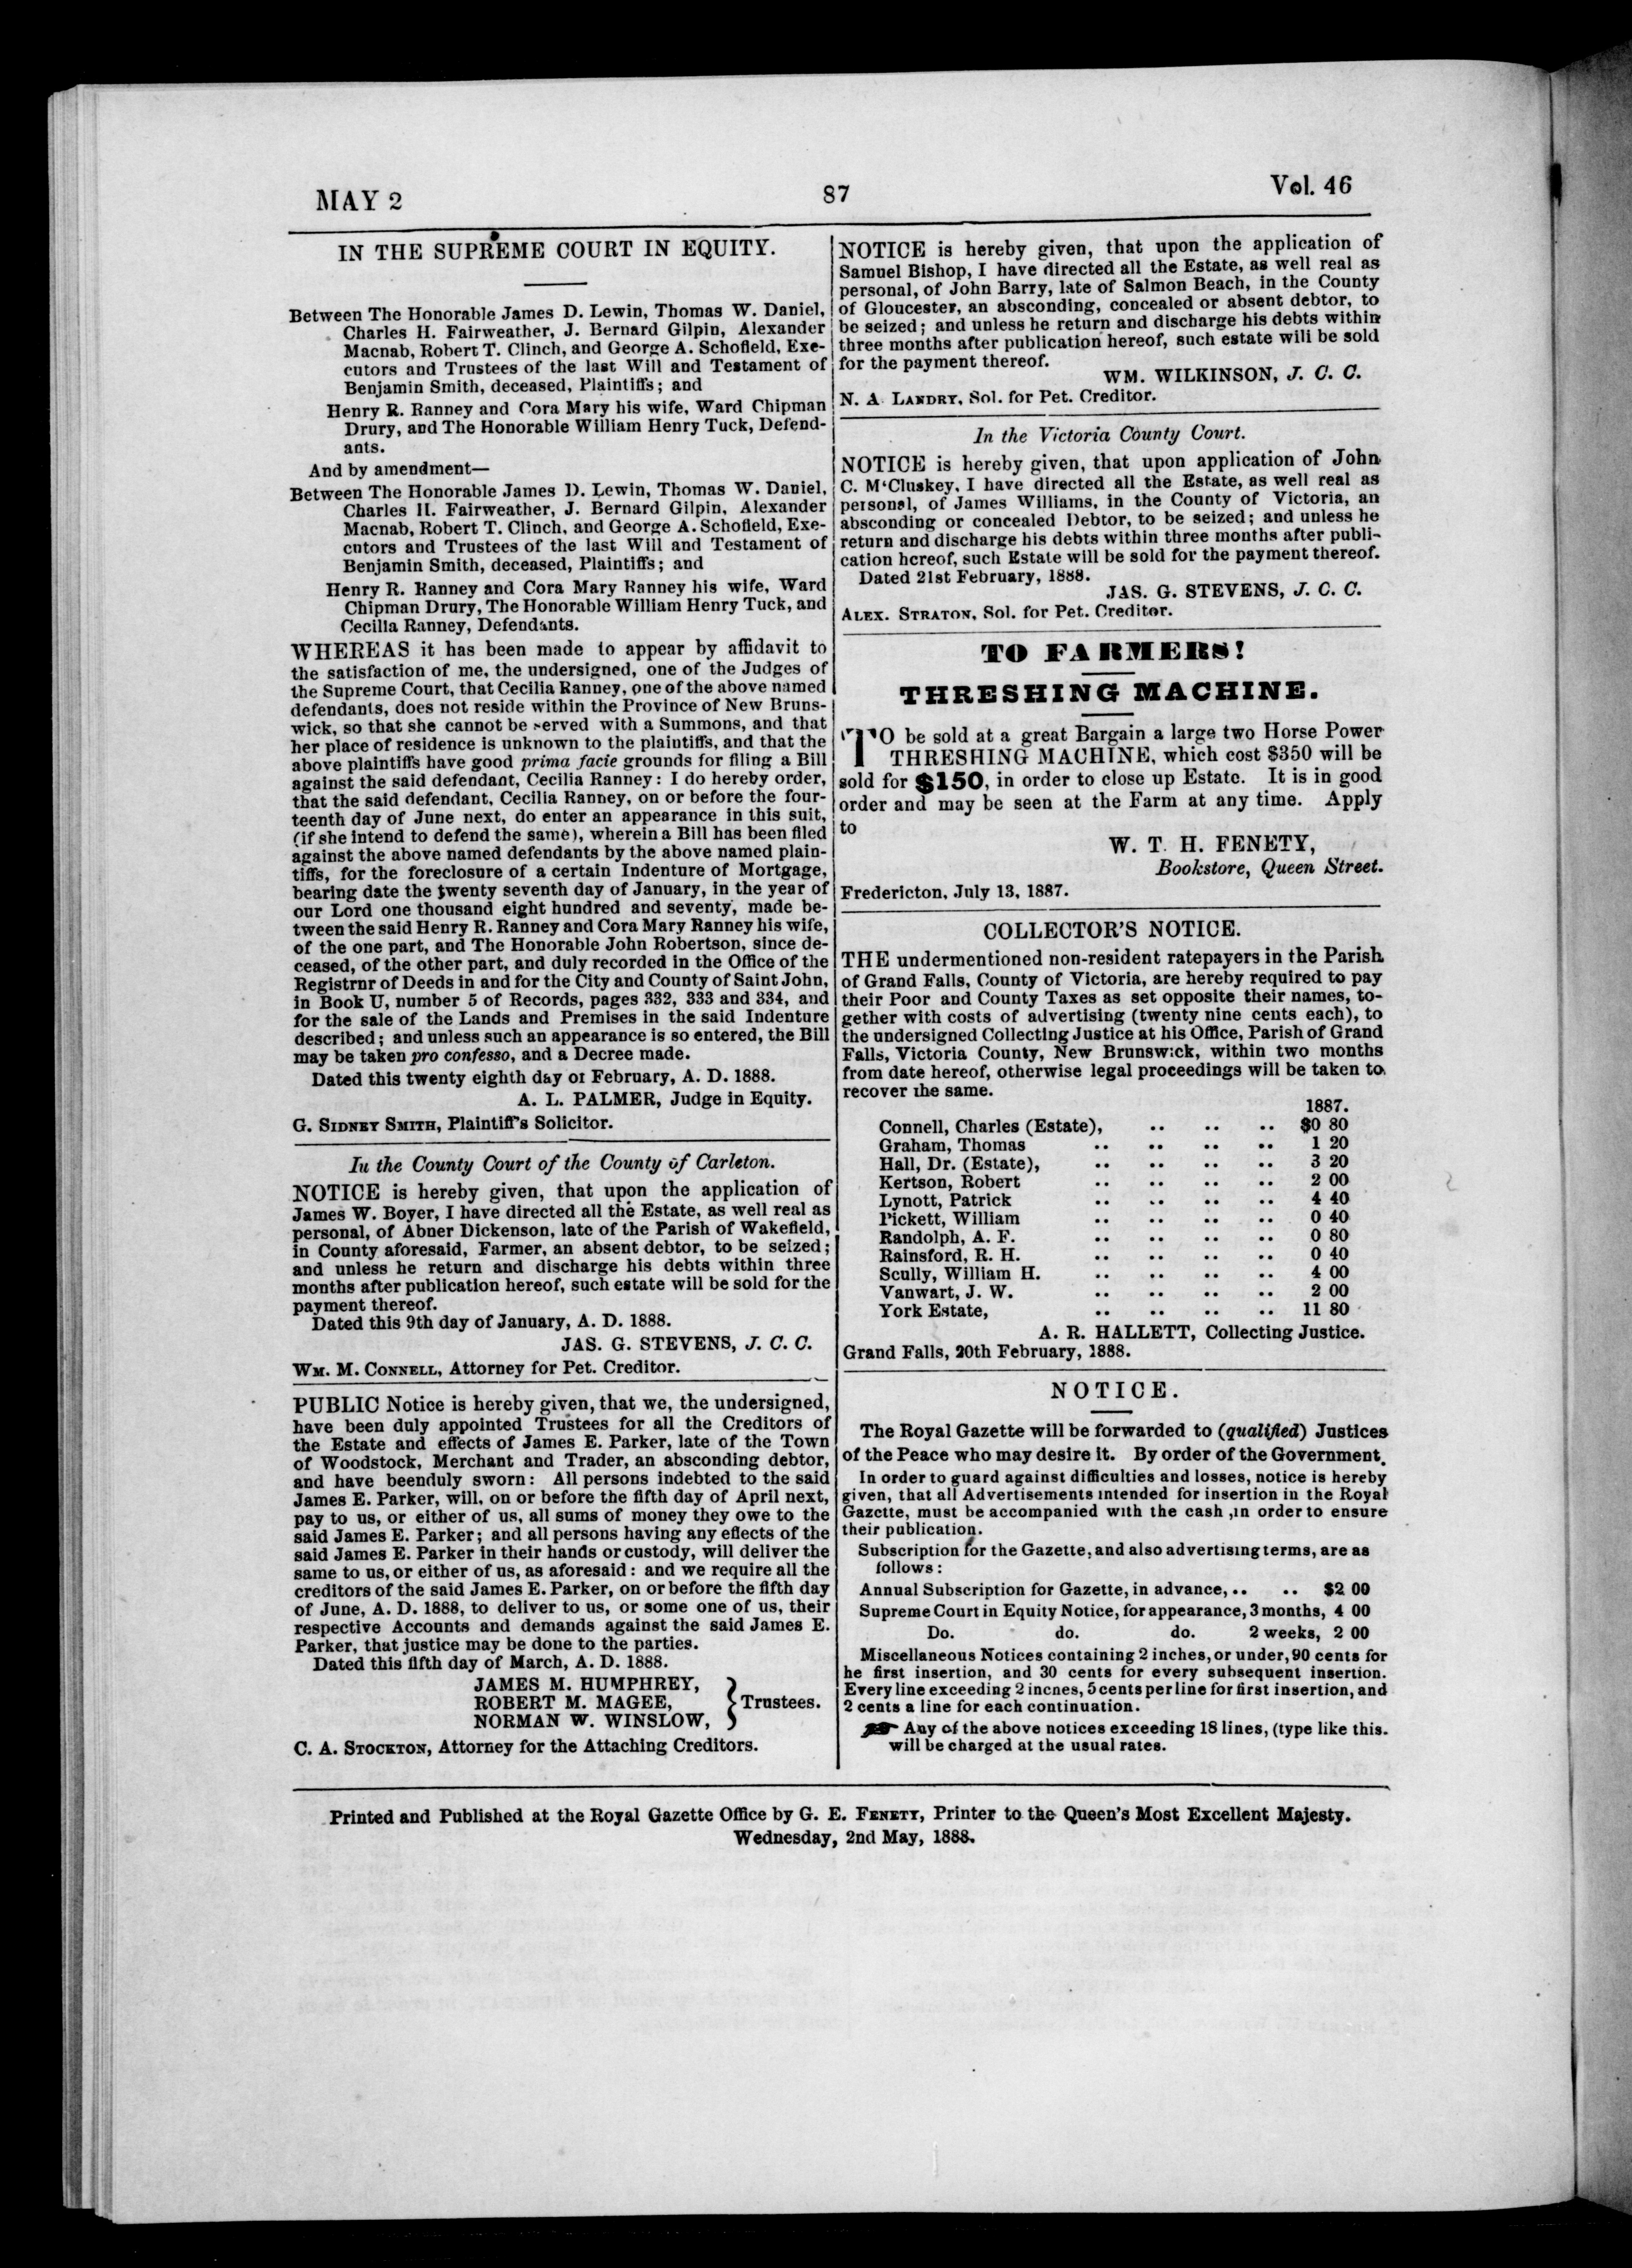 MAY 2
87
Vol. 46
IN THE SUPREME COURT IN EQUITY.
Between The Honorable James D. Lewin, Thomas W. Daniel,
Charles H. Fairweather, J. Bernard Gilpin, Alexander
Macnab, Robert T. Clinch, and George A. Schofield, Exe-
cutors and Trustees of the last Will and Testament of
Benjamin Smith, deceased, Plaintiffs; and
Henry R. Ranney and Cora Mary his wife, Ward Chipman
Drury, and The Honorable William Henry Tuck, Defend-
ants.
And by amendment—
Between The Honorable James D. Lewin, Thomas W. Daniel,
Charles H. Fairweather, J. Bernard Gilpin, Alexander
Macnab, Robert T. Clinch, and George A. Schofield, Exe-
cutors and Trustees of the last Will and Testament of
Benjamin Smith, deceased, Plaintiffs; and
Henry R. Ranney and Cora Mary Ranney his wife, Ward
Chipman Drury, The Honorable William Henry Tuck, and
Cecilla Ranney, Defendants.
WHEREAS it has been made to appear by affidavit to
the satisfaction of me, the undersigned, one of the Judges of
the Supreme Court, that Cecilia Ranney, one of the above named
defendants, does not reside within the Province of New Bruns-
wick, so that she cannot be served with a Summons, and that
her place of residence is unknown to the plaintiffs, and that the
above plaintiffs have good prima facie grounds for filing a Bill
against the said defendant, Cecilia Ranney: I do hereby order,
that the said defendant, Cecilia Ranney, on or before the four-
teenth day of June next, do enter an appearance in this suit,
(if she intend to defend the same), wherein a Bill has been filed
against the above named defendants by the above named plain-
tiffs, for the foreclosure of a certain Indenture of Mortgage,
bearing date the twenty seventh day of January, in the year of
our Lord one thousand eight hundred and seventy, made be-
tween the said Henry R. Ranney and Cora Mary Ranney his wife,
of the one part, and The Honorable John Robertson, since de-
ceased, of the other part, and duly recorded in the Office of the
Registrnr of Deeds in and for the City and County of Saint John,
in Book U, number 5 of Records, pages 332, 333 and 334, and
for the sale of the Lands and Premises in the said Indenture
described; and unless such an appearance is so entered, the Bill
may be taken pro confesso, and a Decree made.
Dated this twenty eighth day of February, A. D. 1888.
A. L. PALMER, Judge in Equity.
G. SIDNEY SMITH, Plaintiff's Solicitor.
In the County Court of the County of Carleton.
NOTICE is hereby given, that upon the application of
James W. Boyer, I have directed all the Estate, as well real as
personal, of Abner Dickenson, late of the Parish of Wakefield,
in County aforesaid, Farmer, an absent debtor, to be seized;
and unless he return and discharge his debts within three
months after publication hereof, such estate will be sold for the
payment thereof.
Dated this 9th day of January, A. D. 1888.
JAS. G. STEVENS, J. C. C.
WM. M. CONNELL, Attorney for Pet. Creditor.
PUBLIC Notice is hereby given, that we, the undersigned,
have been duly appointed Trustees for all the Creditors of
the Estate and effects of James E. Parker, late of the Town
of Woodstock, Merchant and Trader, an absconding debtor,
and have beenduly sworn: All persons indebted to the said
James E. Parker, will, on or before the fifth day of April next,
pay to us, or either of us, all sums of money they owe to the
said James E. Parker; and all persons having any effects of the
said James E. Parker in their hands or custody, will deliver the
same to us, or either of us, as aforesaid: and we require all the
creditors of the said James E. Parker, on or before the fifth day
of June, A. D. 1888, to deliver to us, or some one of us, their
respective Accounts and demands against the said James E.
Parker, that justice may be done to the parties.
Dated this fifth day of March, A. D. 1888.
JAMES M. HUMPHREY,
ROBERT M. MAGEE, } Trustees.
NORMAN W. WINSLOW,
C. A. STOCKTON, Attorney for the Attaching Creditors.
NOTICE is hereby given, that upon the application of
Samuel Bishop, I have directed all the Estate, as well real as
personal, of John Barry, late of Salmon Beach, in the County
of Gloucester, an absconding, concealed or absent debtor, to
be seized; and unless he return and discharge his debts within
three months after publication hereof, such estate will be sold
for the payment thereof.
WM. WILKINSON, J. C. C.
N. A. LANDRY, Sol. for Pet. Creditor.
In the Victoria County Court.
NOTICE is hereby given, that upon application of John
C. M'Cluskey, I have directed all the Estate, as well real as
personal, of James Williams, in the County of Victoria, an
absconding or concealed Debtor, to be seized; and unless he
return and discharge his debts within three months after publi-
cation hereof, such Estate will be sold for the payment thereof.
Dated 21st February, 1888.
JAS. G. STEVENS, J. C. C.
ALEX. STRATON, Sol. for Pet. Creditor.
TO FARMERS!
THRESHING MACHINE.
TO be sold at a great Bargain a large two Horse Power
THRESHING MACHINE, which cost $350 will be
sold for $150, in order to close up Estate. It is in good
order and may be seen at the Farm at any time. Apply
to
W. T. H. FENETY,
Bookstore, Queen Street.
Fredericton, July 13, 1887.
COLLECTOR'S NOTICE.
THE undermentioned non-resident ratepayers in the Parish
of Grand Falls, County of Victoria, are hereby required to pay
their Poor and County Taxes as set opposite their names, to-
gether with costs of advertising (twenty nine cents each), to
the undersigned Collecting Justice at his Office, Parish of Grand
Falls, Victoria County, New Brunswick, within two months
from date hereof, otherwise legal proceedings will be taken to
recover the same.
1887.
Connell, Charles (Estate), .. .. .. $0 80
Graham, Thomas .. .. .. .. 1 20
Hall, Dr. (Estate), .. .. .. .. 3 20
Kertson, Robert .. .. .. .. 2 00
Lynott, Patrick .. .. .. .. 4 40
Pickett, William .. .. .. .. 0 40
Randolph, A. F. .. .. .. .. 0 80
Rainsford, R. H. .. .. .. .. 0 40
Scully, William H. .. .. .. .. 4 00
Vanwart, J. W. .. .. .. .. 2 00
York Estate, .. .. .. .. 11 80
A. R. HALLETT, Collecting Justice.
Grand Falls, 20th February, 1888.
NOTICE.
The Royal Gazette will be forwarded to (qualified) Justices
of the Peace who may desire it. By order of the Government.
In order to guard against difficulties and losses, notice is hereby
given, that all Advertisements intended for insertion in the Royal
Gazette, must be accompanied with the cash ,in order to ensure
their publication.
Subscription for the Gazette, and also advertising terms, are as
follows:
Annual Subscription for Gazette, in advance, .. .. $2 00
Supreme Court in Equity Notice, for appearance, 3 months, 4 00
Do. do. do. 2 weeks, 2 00
Miscellaneous Notices containing 2 inches, or under, 90 cents for
he first insertion, and 30 cents for every subsequent insertion.
Every line exceeding 2 incnes, 5 cents per line for first insertion, and
2 cents a line for each continuation.
☞ Any of the above notices exceeding 18 lines, (type like this.
will be charged at the usual rates.
Printed and Published at the Royal Gazette Office by G. E. FENETY, Printer to the Queen's Most Excellent Majesty.
Wednesday, 2nd May, 1888.